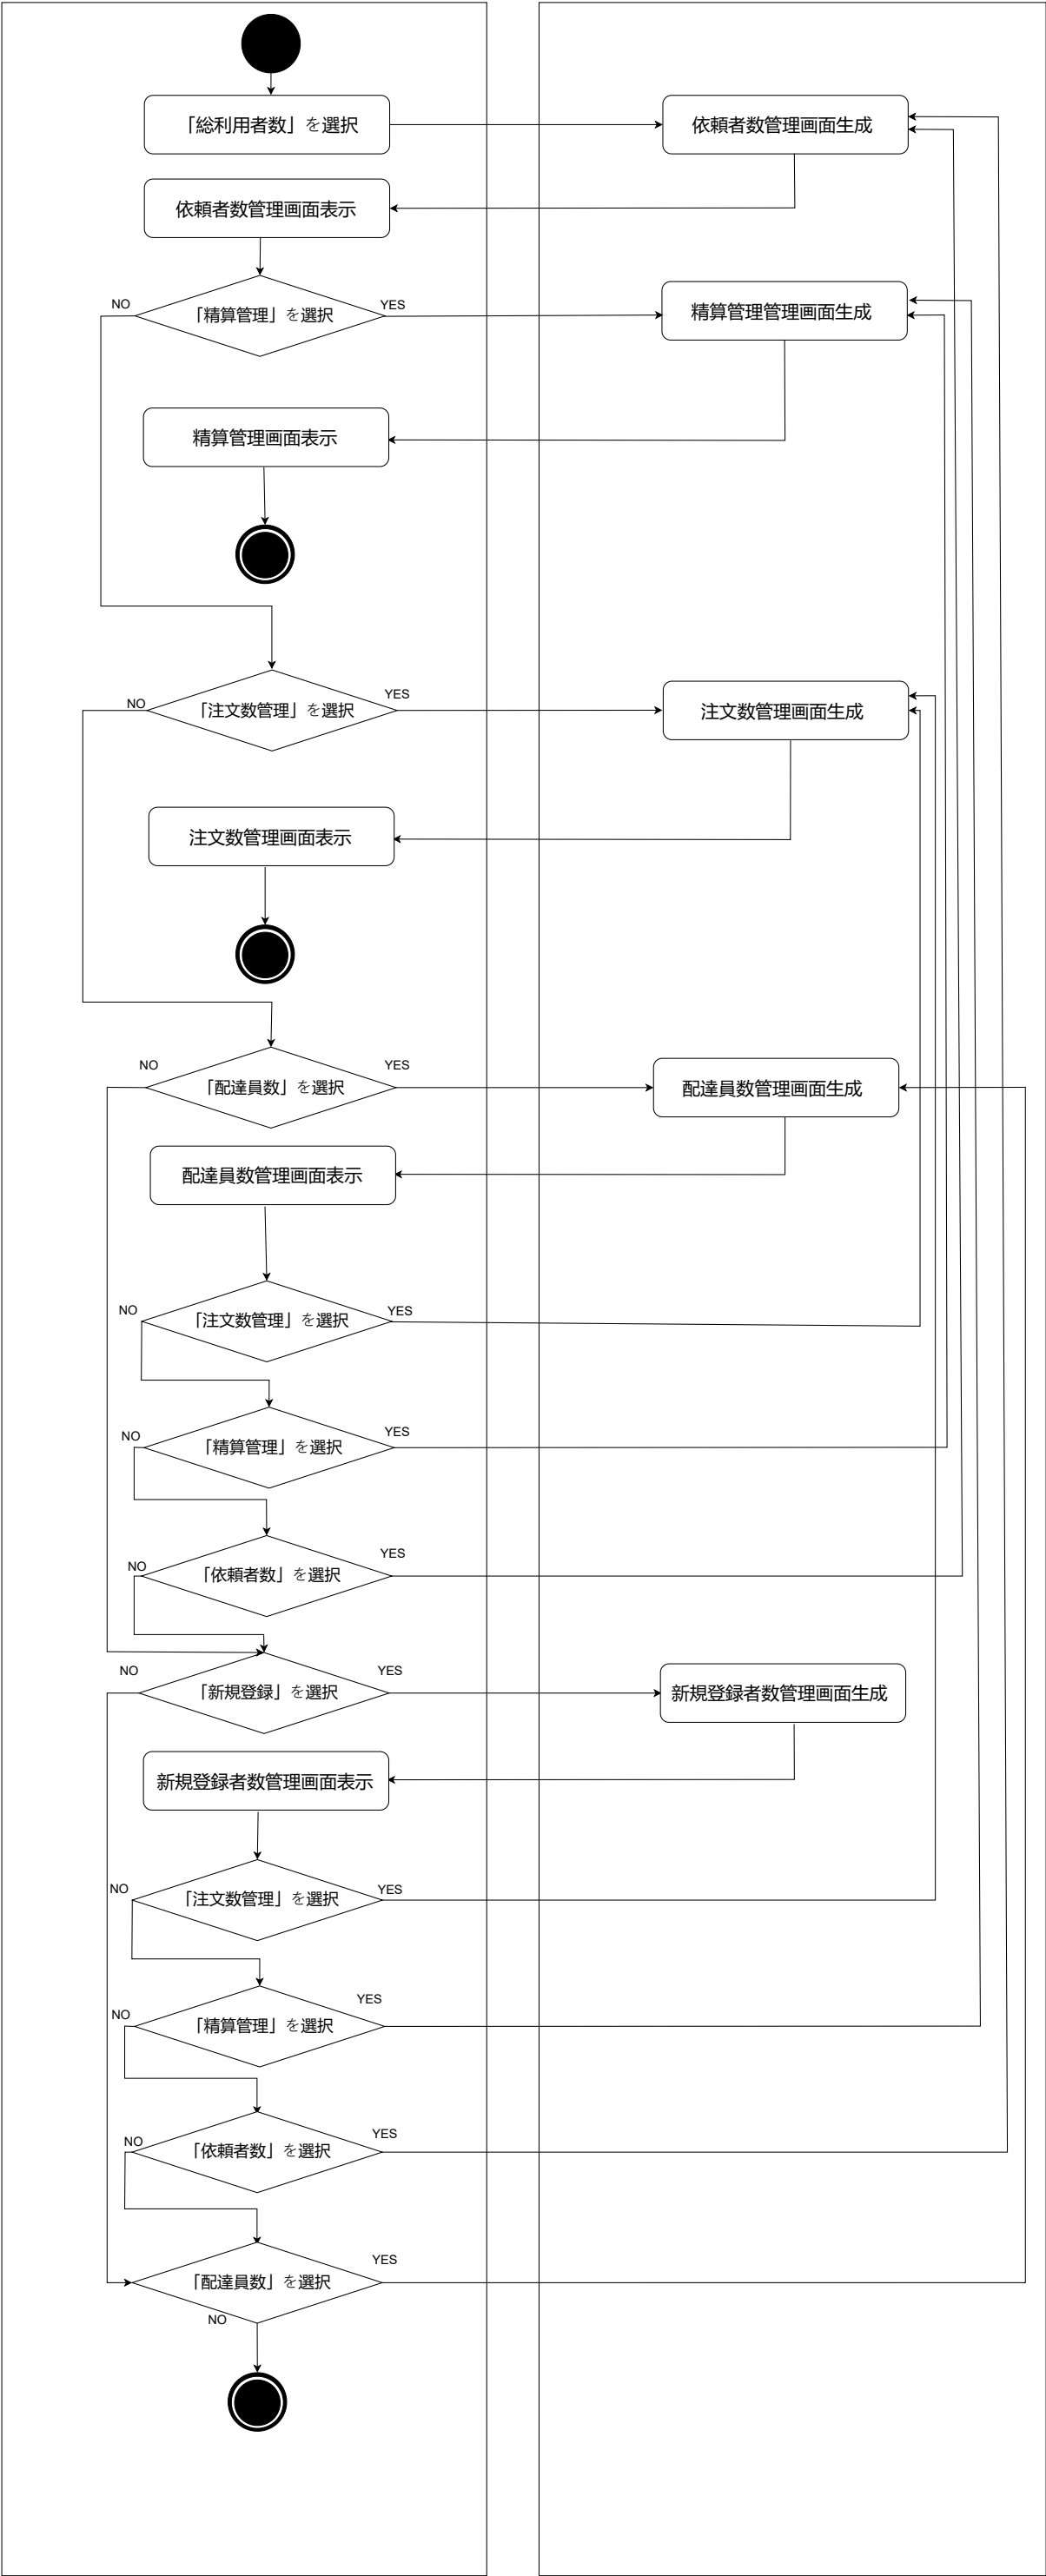 「総利用者数」を選択
依頼者数管理画面生成
依頼者数管理画面表示
NO
「精算管理」を選択
YES
精算管理管理画面生成
精算管理画面表示
NO
「注文数管理」を選択
YES
注文数管理画面生成
注文数管理画面表示
NO
「配達員数」を選択
YES
配達員数管理画面生成
配達員数管理画面表示
NO
「注文数管理」を選択
YES
NO
「精算管理」を選択
YES
NO
「依頼者数」を選択
YES
NO
「新規登録」を選択
YES
新規登録者数管理画面生成
新規登録者数管理画面表示
NO
「注文数管理」を選択
YES
NO
「精算管理」を選択
YES
NO
「依頼者数」を選択
YES
「配達員数」を選択
YES
NO